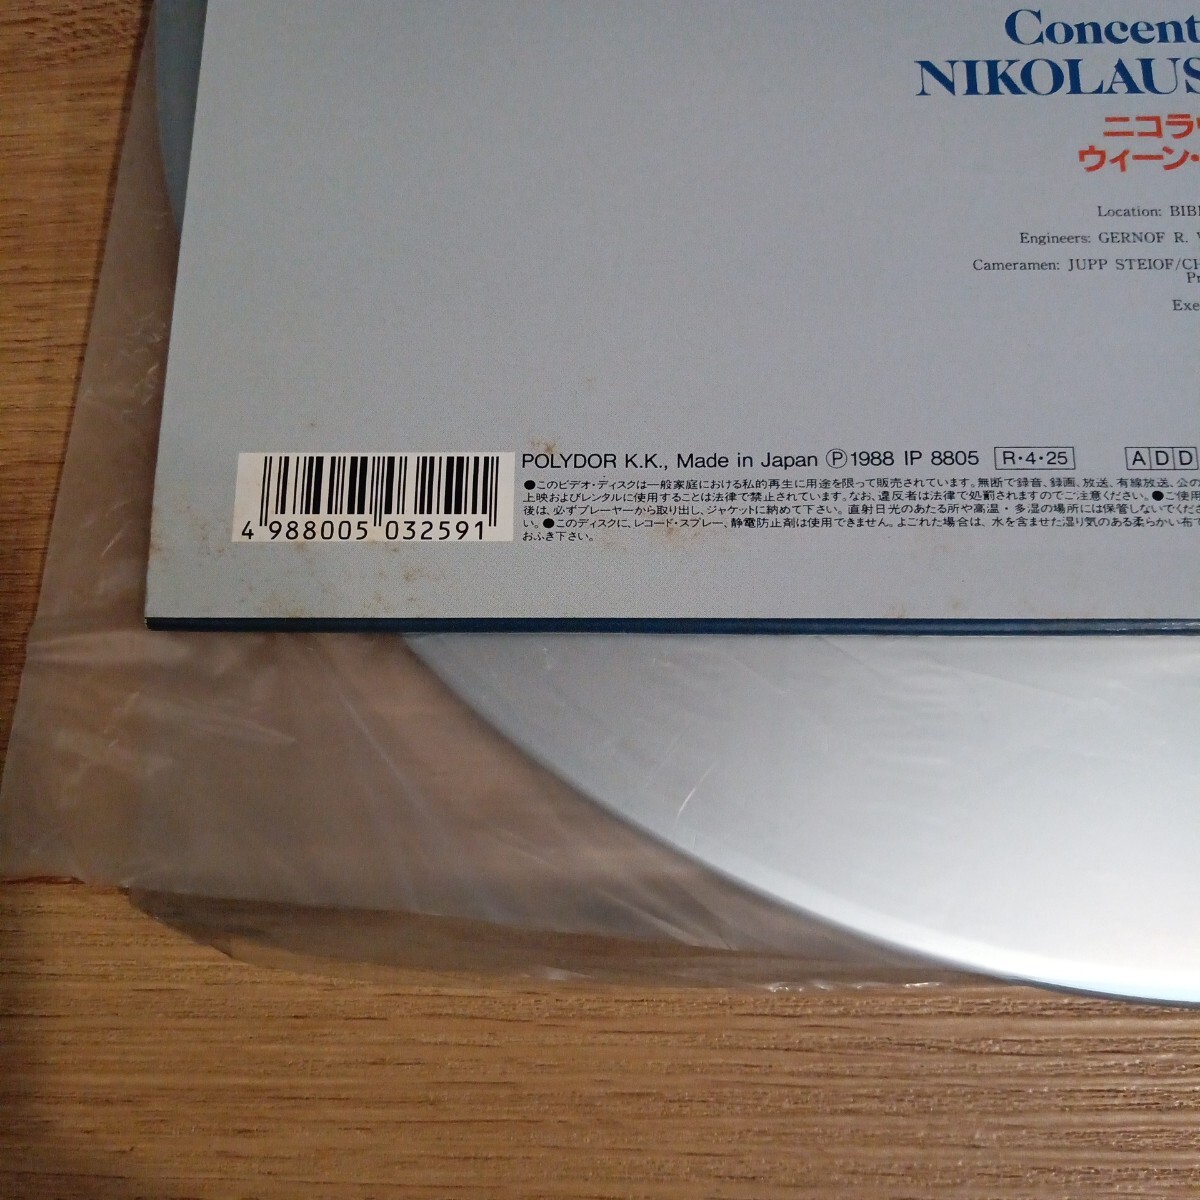 Concent
NIKOLAUS
ニコラウ
ウィーン・
Location: BIBI
Engineers: GERNOF R.
Cameramen: JUPP STEIOF/CH
Pr
Exe
POLYDOR K.K., Made in Japan Ⓟ1988 IP 8805 R・4・25 ADD
●このビデオ・ディスクは一般家庭における私的再生に用途を限って販売されています。無断で録音、録画、放送、有線放送、公の
上映およびレンタルに使用することは法律で禁止されています。なお、違反者は法律で処罰されますのでご注意ください。●ご使用
後は、必ずプレーヤーから取り出し、ジャケットに納めて下さい。直射日光のあたる所や高温・多湿の場所には保管しないでくださ
い。●このディスクに、レコード・スプレー、静電防止剤は使用できません。よごれた場合は、水を含ませた湿り気のある柔らかい布で
おふき下さい。
4 988005 032591